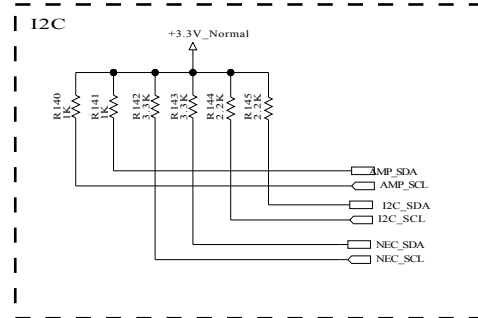 I2C
+3.3V_Normal
R140
1K
R141
1K
R142
3.3K
R143
3.3K
R144
2.2K
R145
2.2K
AMP_SDA
AMP_SCL
I2C_SDA
I2C_SCL
NEC_SDA
NEC_SCL